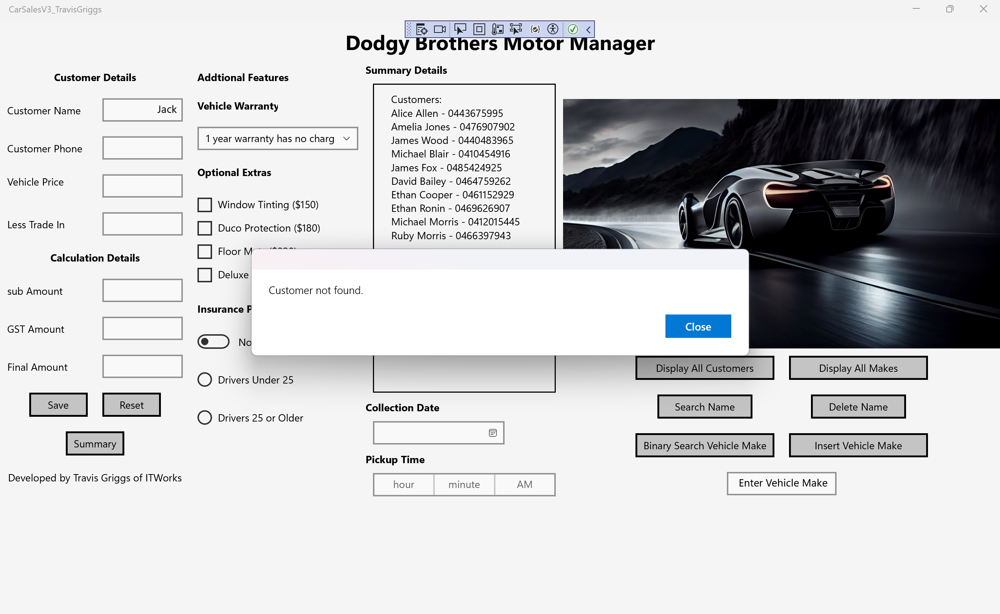 CarSalesV3_TravisGriggs
Dodgy Brothers Motor Manager
Customer Details
Customer Name
Jack
Customer Phone
Vehicle Price
Less Trade In
Calculation Details
sub Amount
GST Amount
Final Amount
Save
Reset
Summary
Developed by Travis Griggs of ITWorks
Addtional Features
Vehicle Warranty
1 year warranty has no charg
Optional Extras
Window Tinting ($150)
Duco Protection ($180)
Floor
Deluxe
Insurance
No
Drivers Under 25
Drivers 25 or Older
Summary Details
Customers:
Alice Allen - 0443675995
Amelia Jones - 0476907902
James Wood - 0440483965
Michael Blair - 0410454916
James Fox - 0485424925
David Bailey - 0464759262
Ethan Cooper - 0461152929
Ethan Ronin - 0469626907
Michael Morris - 0412015445
Ruby Morris - 0466397943
Customer not found.
Close
Collection Date
Pickup Time
hour
minute
AM
Display All Customers
Display All Makes
Search Name
Delete Name
Binary Search Vehicle Make
Insert Vehicle Make
Enter Vehicle Make